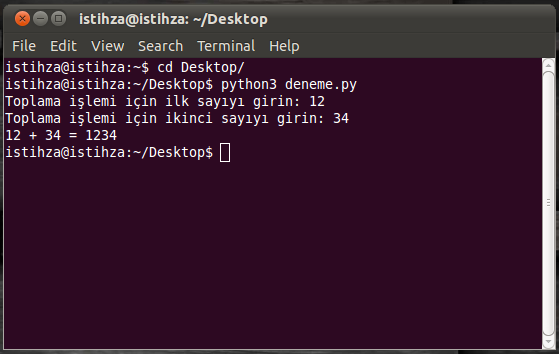 istihza@istihza: ~/Desktop
File Edit View Search Terminal Help
istihza@istihza:~$ cd Desktop/
istihza@istihza:~/Desktop$ python3 deneme.py
Toplama işlemi için ilk sayıyı girin: 12
Toplama işlemi için ikinci sayıyı girin: 34
12 + 34 = 1234
istihza@istihza:~/Desktop$